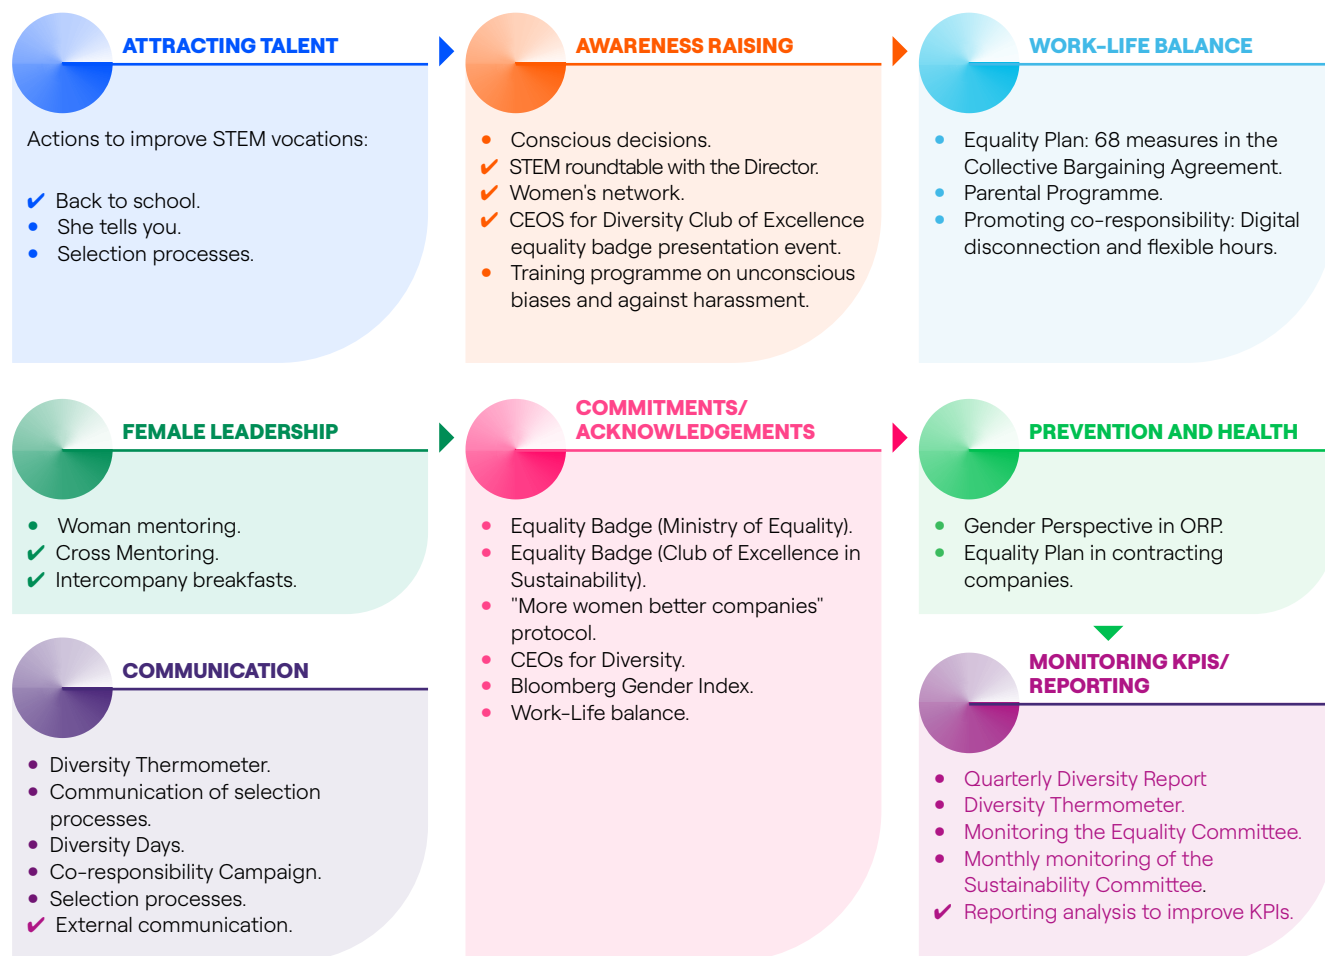 ATTRACTING TALENT
Actions to improve STEM vocations:
✔ Back to school.
• She tells you.
• Selection processes.
AWARENESS RAISING
• Conscious decisions.
✔ STEM roundtable with the Director.
✔ Women's network.
✔ CEOS for Diversity Club of Excellence
equality badge presentation event.
• Training programme on unconscious
biases and against harassment.
WORK-LIFE BALANCE
• Equality Plan: 68 measures in the
Collective Bargaining Agreement.
• Parental Programme.
• Promoting co-responsibility: Digital
disconnection and flexible hours.
FEMALE LEADERSHIP
• Woman mentoring.
✔ Cross Mentoring.
✔ Intercompany breakfasts.
COMMITMENTS/
ACKNOWLEDGEMENTS
• Equality Badge (Ministry of Equality).
• Equality Badge (Club of Excellence in
Sustainability).
• "More women better companies"
protocol.
• CEOs for Diversity.
• Bloomberg Gender Index.
• Work-Life balance.
PREVENTION AND HEALTH
• Gender Perspective in ORP.
• Equality Plan in contracting
companies.
COMMUNICATION
• Diversity Thermometer.
• Communication of selection
processes.
• Diversity Days.
• Co-responsibility Campaign.
• Selection processes.
✔ External communication.
MONITORING KPIS/
REPORTING
• Quarterly Diversity Report
• Diversity Thermometer.
• Monitoring the Equality Committee.
• Monthly monitoring of the
Sustainability Committee.
✔ Reporting analysis to improve KPIs.